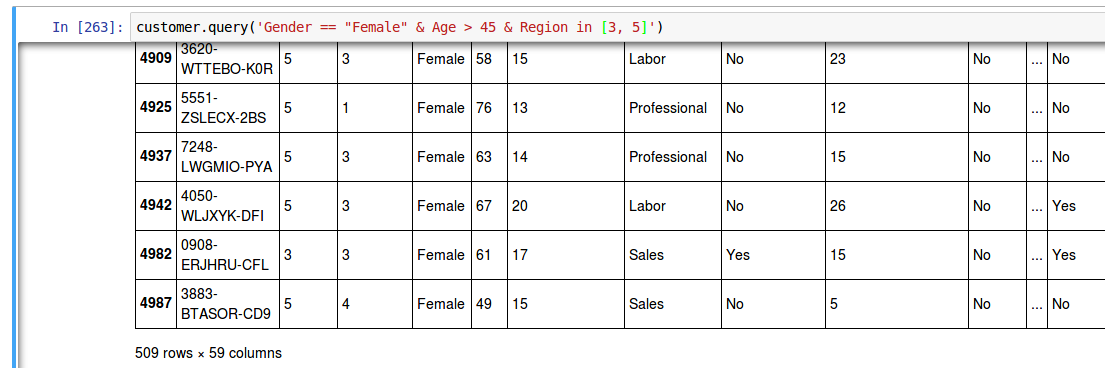 In [263]: customer.query('Gender == "Female" & Age > 45 & Region in [3, 5]')
4909 3620-WTTEBO-K0R 5 3 Female 58 15 Labor No 23 No ... No
4925 5551-ZSLECX-2BS 5 1 Female 76 13 Professional No 12 No ... No
4937 7248-LWGMIO-PYA 5 3 Female 63 14 Professional No 15 No ... No
4942 4050-WLJXYK-DFI 5 3 Female 67 20 Labor No 26 No ... Yes
4982 0908-ERJHRU-CFL 3 3 Female 61 17 Sales Yes 15 No ... Yes
4987 3883-BTASOR-CD9 5 4 Female 49 15 Sales No 5 No ... No
509 rows × 59 columns